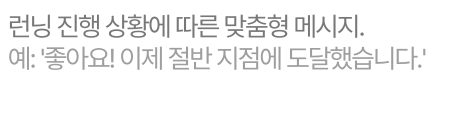 런닝 진행 상황에 따른 맞춤형 메시지.
예: '좋아요! 이제 절반 지점에 도달했습니다.'